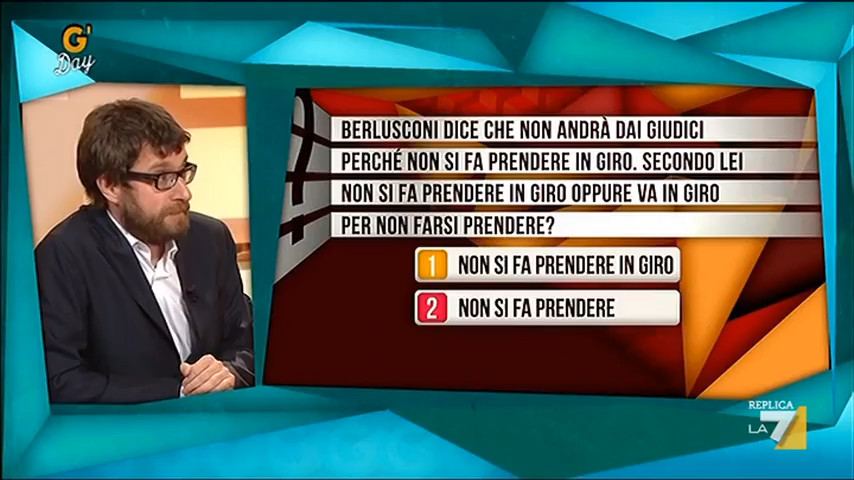 G'
Day
BERLUSCONI DICE CHE NON ANDRÀ DAI GIUDICI
PERCHÉ NON SI FA PRENDERE IN GIRO. SECONDO LEI
NON SI FA PRENDERE IN GIRO OPPURE VA IN GIRO
PER NON FARSI PRENDERE?
1 NON SI FA PRENDERE IN GIRO
2 NON SI FA PRENDERE
REPLICA
LA 7